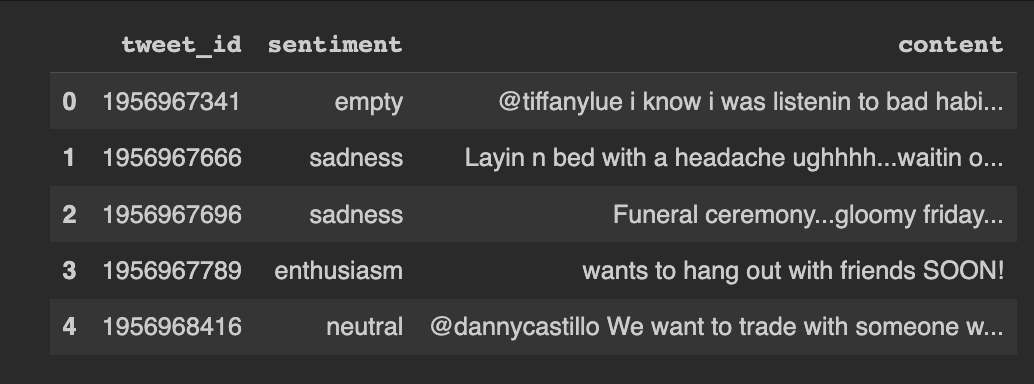 tweet_id sentiment content
0 1956967341 empty @tiffanylue i know i was listenin to bad habi...
1 1956967666 sadness Layin n bed with a headache ughhhh...waitin o...
2 1956967696 sadness Funeral ceremony...gloomy friday...
3 1956967789 enthusiasm wants to hang out with friends SOON!
4 1956968416 neutral @dannycastillo We want to trade with someone w...